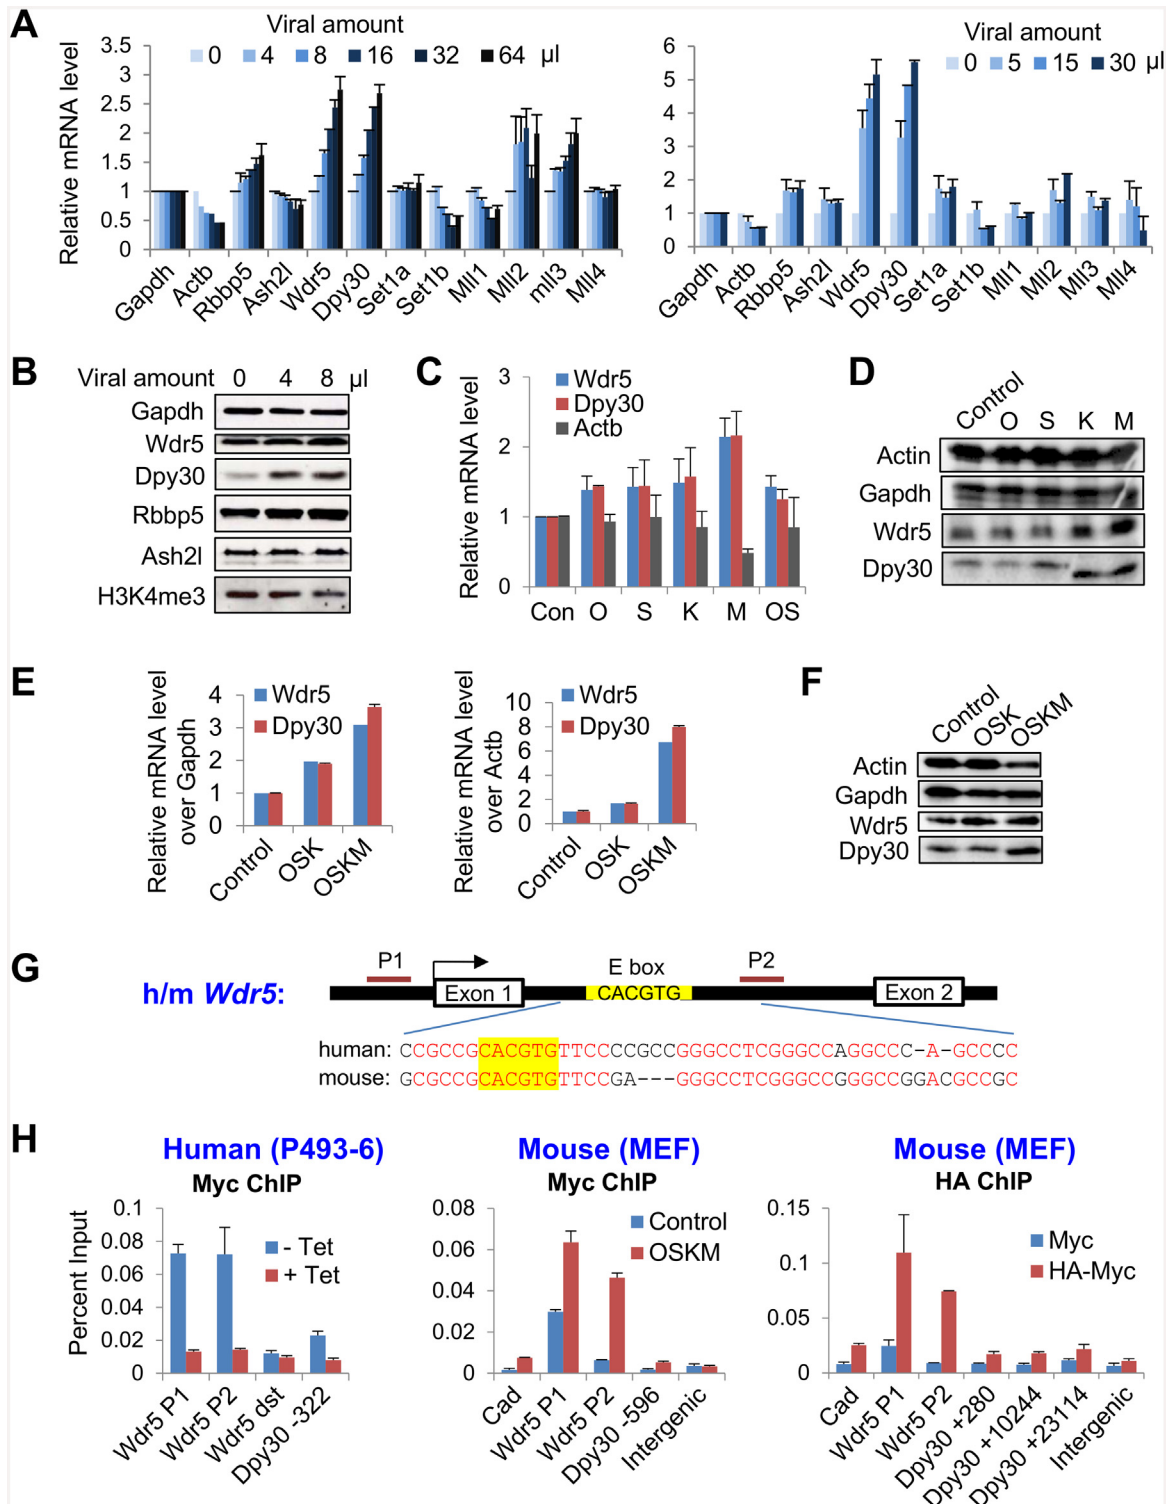 A
Viral amount
0 4 8 16 32 64 µl
Relative mRNA level
3.5
3
2.5
2
1.5
1
0.5
0
Gapdh
Actb
Rbbp5
Ash2l
Wdr5
Dpy30
Set1a
Set1b
Mll1
Mll2
mll3
Mll4
Viral amount
0 5 15 30 µl
6
5
4
3
2
1
0
Gapdh
Actb
Rbbp5
Ash2l
Wdr5
Dpy30
Set1a
Set1b
Mll1
Mll2
Mll3
Mll4
B
Viral amount 0 4 8 µl
Gapdh
Wdr5
Dpy30
Rbbp5
Ash2l
H3K4me3
C
Relative mRNA level
3
2
1
0
Wdr5
Dpy30
Actb
Con O S K M OS
D
Control O S K M
Actin
Gapdh
Wdr5
Dpy30
E
Relative mRNA level
over Gapdh
4
3
2
1
0
Wdr5
Dpy30
Control
OSK
OSKM
Relative mRNA level
over Actb
10
8
6
4
2
0
Wdr5
Dpy30
Control
OSK
OSKM
F
Control
OSK
OSKM
Actin
Gapdh
Wdr5
Dpy30
G
h/m Wdr5:
P1
Exon 1
E box
CACGTG
P2
Exon 2
human: CCGCCGCACGTGTTCCCCGCCGGGCCTCGGGCCAGGCCC-A-GCCCC
mouse: GCGCCGCACGTGTTCCGA---GGGCCTCGGGCCGGGCCGGACGCCGC
H
Human (P493-6)
Myc ChIP
Percent Input
0.1
0.08
0.06
0.04
0.02
0
- Tet
+ Tet
Wdr5 P1
Wdr5 P2
Wdr5 dst
Dpy30 -322
Mouse (MEF)
Myc ChIP
0.08
0.06
0.04
0.02
0
Control
OSKM
Cad
Wdr5 P1
Wdr5 P2
Dpy30 -596
Intergenic
Mouse (MEF)
HA ChIP
0.15
0.1
0.05
0
Myc
HA-Myc
Cad
Wdr5 P1
Wdr5 P2
Dpy30 +280
Dpy30 +10244
Dpy30 +23114
Intergenic